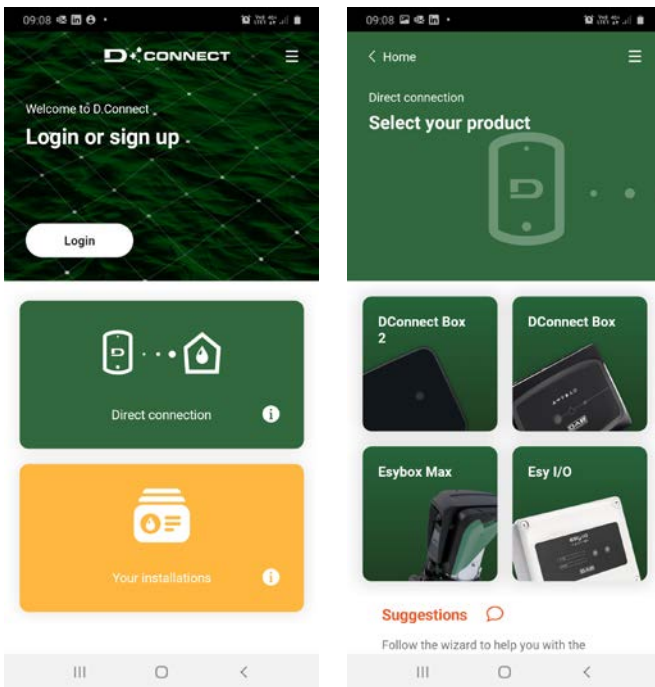 09:08
D+CONNECT
Welcome to D.Connect
Login or sign up
Login
D
Direct connection
Your installations
09:08
Home
Direct connection
Select your product
D
DConnect Box
2
DConnect Box
DAB
Esybox Max
Esy I/O
DAB
Suggestions
Follow the wizard to help you with the